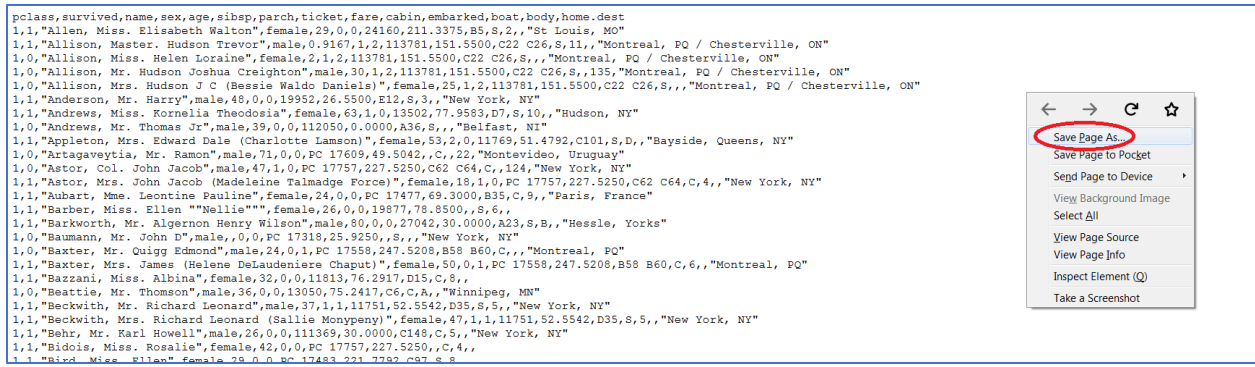 pclass,survived,name,sex,age,sibsp,parch,ticket,fare,cabin,embarked,boat,body,home.dest
1,1,"Allen, Miss. Elisabeth Walton",female,29,0,0,24160,211.3375,B5,S,2,,"St Louis, MO"
1,1,"Allison, Master. Hudson Trevor",male,0.9167,1,2,113781,151.5500,C22 C26,S,11,,"Montreal, PQ / Chesterville, ON"
1,0,"Allison, Miss. Helen Loraine",female,2,1,2,113781,151.5500,C22 C26,S,,,"Montreal, PQ / Chesterville, ON"
1,0,"Allison, Mr. Hudson Joshua Creighton",male,30,1,2,113781,151.5500,C22 C26,S,,135,"Montreal, PQ / Chesterville, ON"
1,0,"Allison, Mrs. Hudson J C (Bessie Waldo Daniels)",female,25,1,2,113781,151.5500,C22 C26,S,,,"Montreal, PQ / Chesterville, ON"
1,1,"Anderson, Mr. Harry",male,48,0,0,19952,26.5500,E12,S,3,,"New York, NY"
1,1,"Andrews, Miss. Kornelia Theodosia",female,63,1,0,13502,77.9583,D7,S,10,,"Hudson, NY"
1,0,"Andrews, Mr. Thomas Jr",male,39,0,0,112050,0.0000,A36,S,,,"Belfast, NI"
1,1,"Appleton, Mrs. Edward Dale (Charlotte Lamson)",female,53,2,0,11769,51.4792,C101,S,D,,"Bayside, Queens, NY"
1,0,"Artagaveytia, Mr. Ramon",male,71,0,0,PC 17609,49.5042,,C,,22,"Montevideo, Uruguay"
1,0,"Astor, Col. John Jacob",male,47,1,0,PC 17757,227.5250,C62 C64,C,,124,"New York, NY"
1,1,"Astor, Mrs. John Jacob (Madeleine Talmadge Force)",female,18,1,0,PC 17757,227.5250,C62 C64,C,4,,"New York, NY"
1,1,"Aubart, Mme. Leontine Pauline",female,24,0,0,PC 17477,69.3000,B35,C,9,,"Paris, France"
1,1,"Barber, Miss. Ellen ""Nellie""",female,26,0,0,19877,78.8500,,S,6,,
1,1,"Barkworth, Mr. Algernon Henry Wilson",male,80,0,0,27042,30.0000,A23,S,B,,"Hessle, Yorks"
1,0,"Baumann, Mr. John D",male,,0,0,PC 17318,25.9250,,S,,,"New York, NY"
1,0,"Baxter, Mr. Quigg Edmond",male,24,0,1,PC 17558,247.5208,B58 B60,C,,,"Montreal, PQ"
1,1,"Baxter, Mrs. James (Helene DeLaudeniere Chaput)",female,50,0,1,PC 17558,247.5208,B58 B60,C,6,,"Montreal, PQ"
1,1,"Bazzani, Miss. Albina",female,32,0,0,11813,76.2917,D15,C,8,,
1,0,"Beattie, Mr. Thomson",male,36,0,0,13050,75.2417,C6,C,A,,"Winnipeg, MN"
1,1,"Beckwith, Mr. Richard Leonard",male,37,1,1,11751,52.5542,D35,S,5,,"New York, NY"
1,1,"Beckwith, Mrs. Richard Leonard (Sallie Monypeny)",female,47,1,1,11751,52.5542,D35,S,5,,"New York, NY"
1,1,"Behr, Mr. Karl Howell",male,26,0,0,111369,30.0000,C148,C,5,,"New York, NY"
1,1,"Bidois, Miss. Rosalie",female,42,0,0,PC 17757,227.5250,,C,4,,
1,1,"Bird, Miss. Ellen",female,29,0,0,PC 17483,221.7792,C97,S,8
Save Page As...
Save Page to Pocket
Send Page to Device
View Background Image
Select All
View Page Source
View Page Info
Inspect Element (Q)
Take a Screenshot